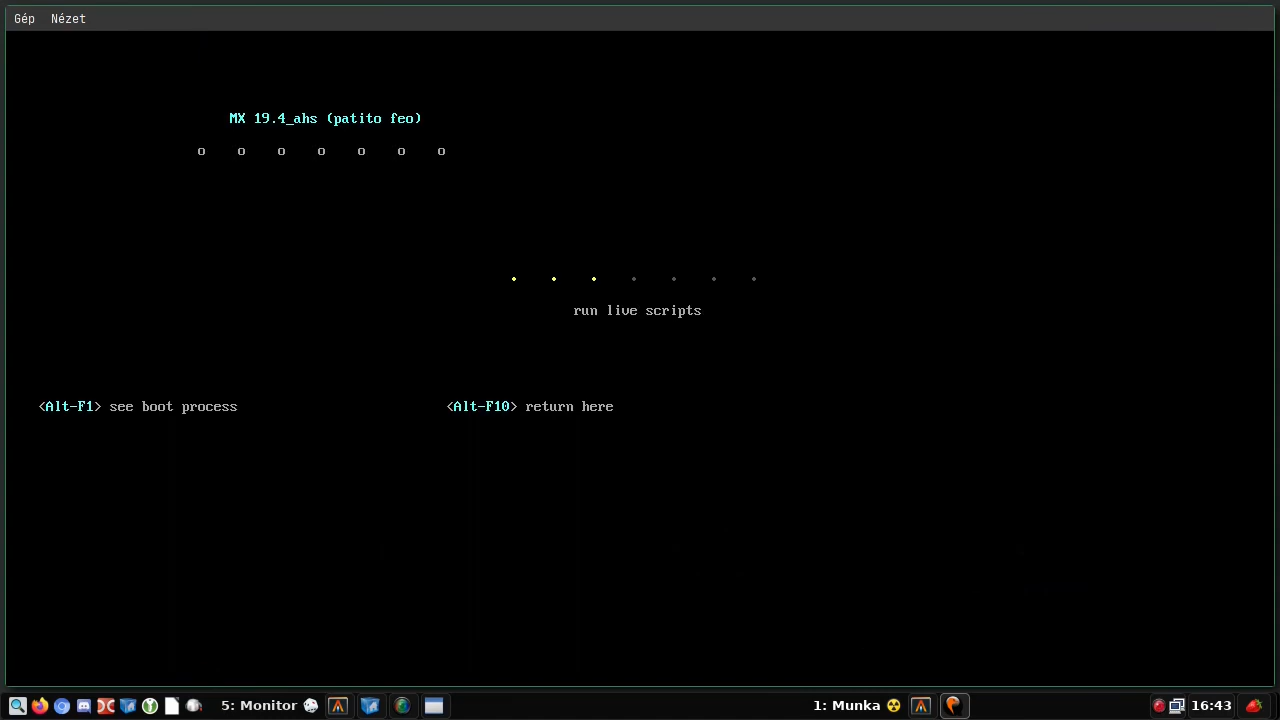 Gép Nézet
MX 19.4_ahs (patito feo)
o o o o o o o
run live scripts
<Alt-F1> see boot process <Alt-F10> return here
5: Monitor 1: Munka 16:43